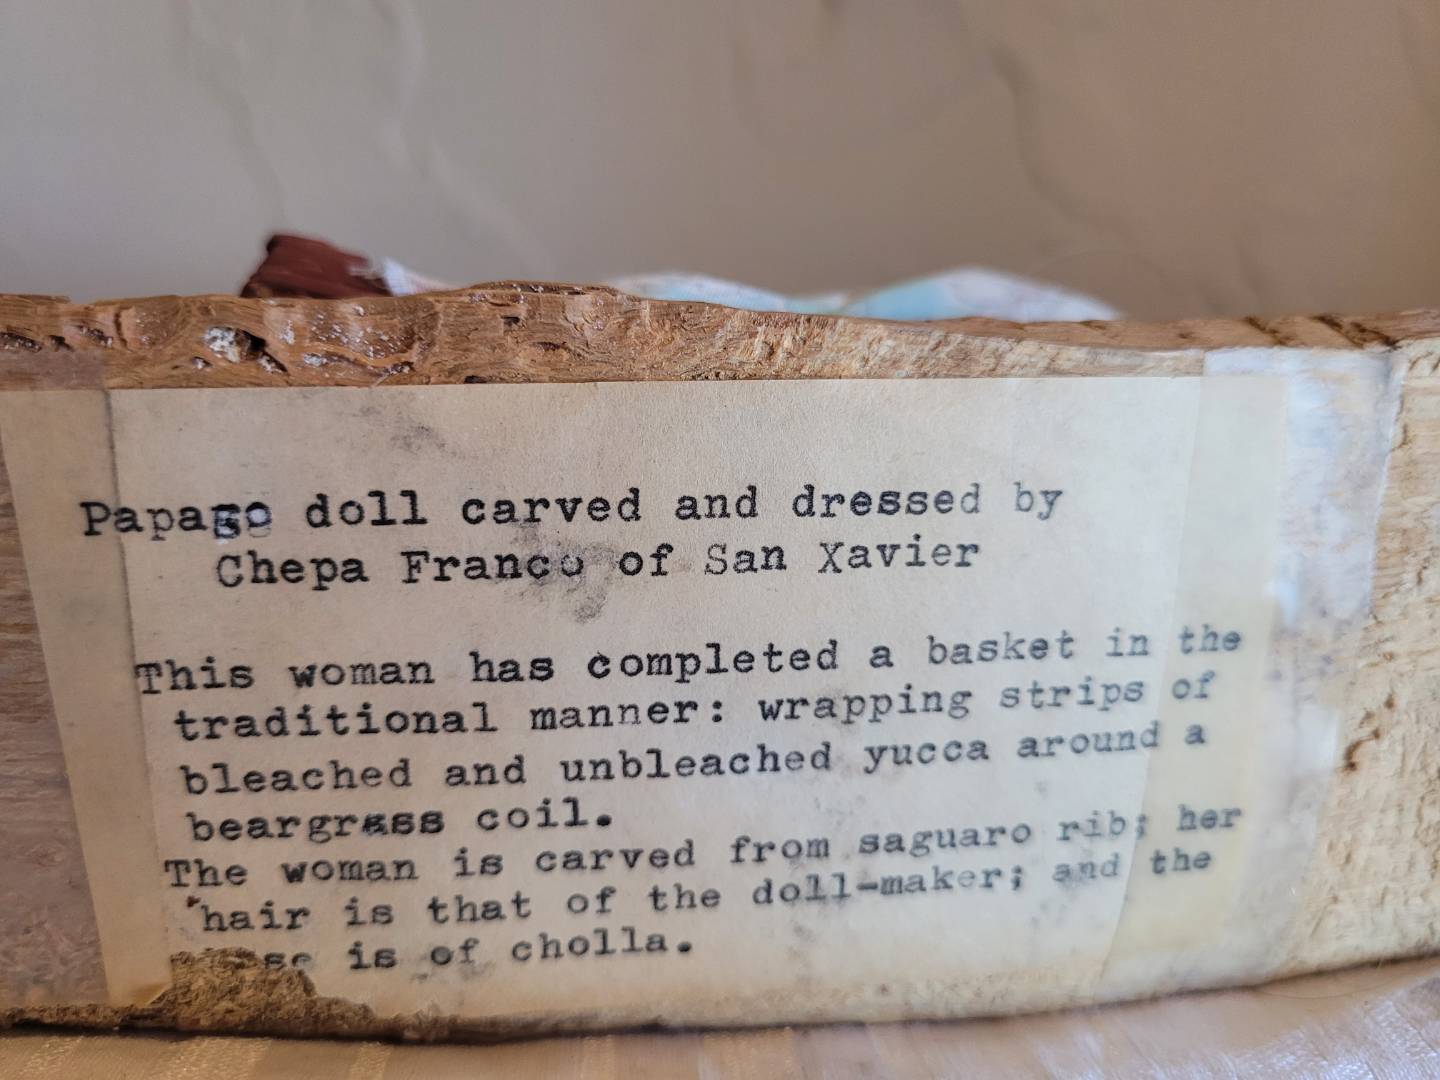 Papago doll carved and dressed by
Chepa Franco of San Xavier
This woman has completed a basket in the
traditional manner: wrapping strips of
bleached and unbleached yucca around a
beargrass coil.
The woman is carved from saguaro rib; her
hair is that of the doll-maker; and the
is of cholla.